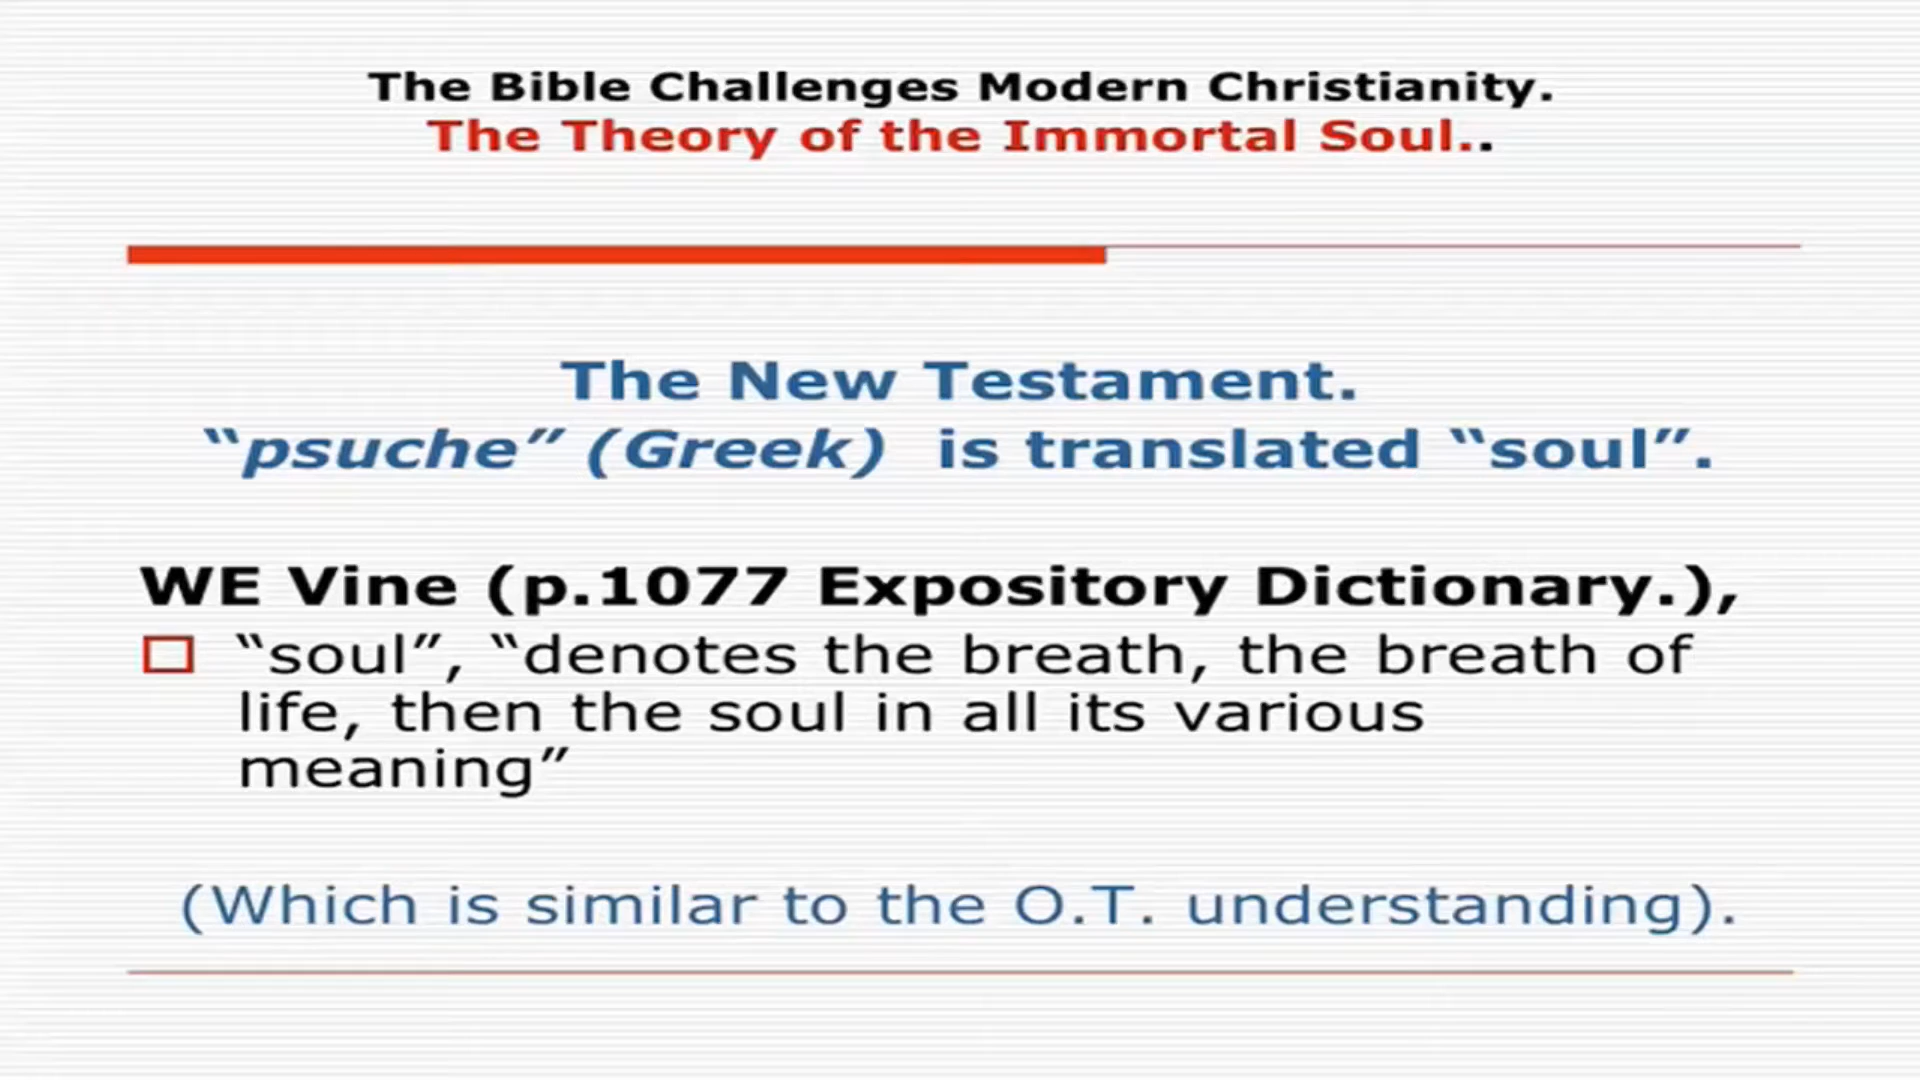 The Bible Challenges Modern Christianity.
The Theory of the Immortal Soul..
The New Testament.
“psuche” (Greek) is translated “soul”.
WE Vine (p.1077 Expository Dictionary.),
“soul”, “denotes the breath, the breath of
life, then the soul in all its various
meaning”
(Which is similar to the O.T. understanding).